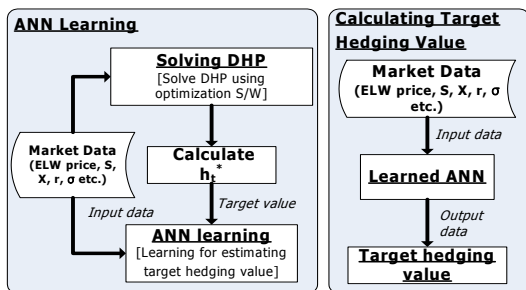 ANN Learning
Solving DHP
[Solve DHP using
optimization S/W]
Market Data
(ELW price, S,
X, r, σ etc.)
Calculate
hₜ*
Input data
Target value
ANN learning
[Learning for estimating
target hedging value]
Calculating Target
Hedging Value
Market Data
(ELW price, S, X, r, σ
etc.)
Input data
Learned ANN
Output
data
Target hedging
value